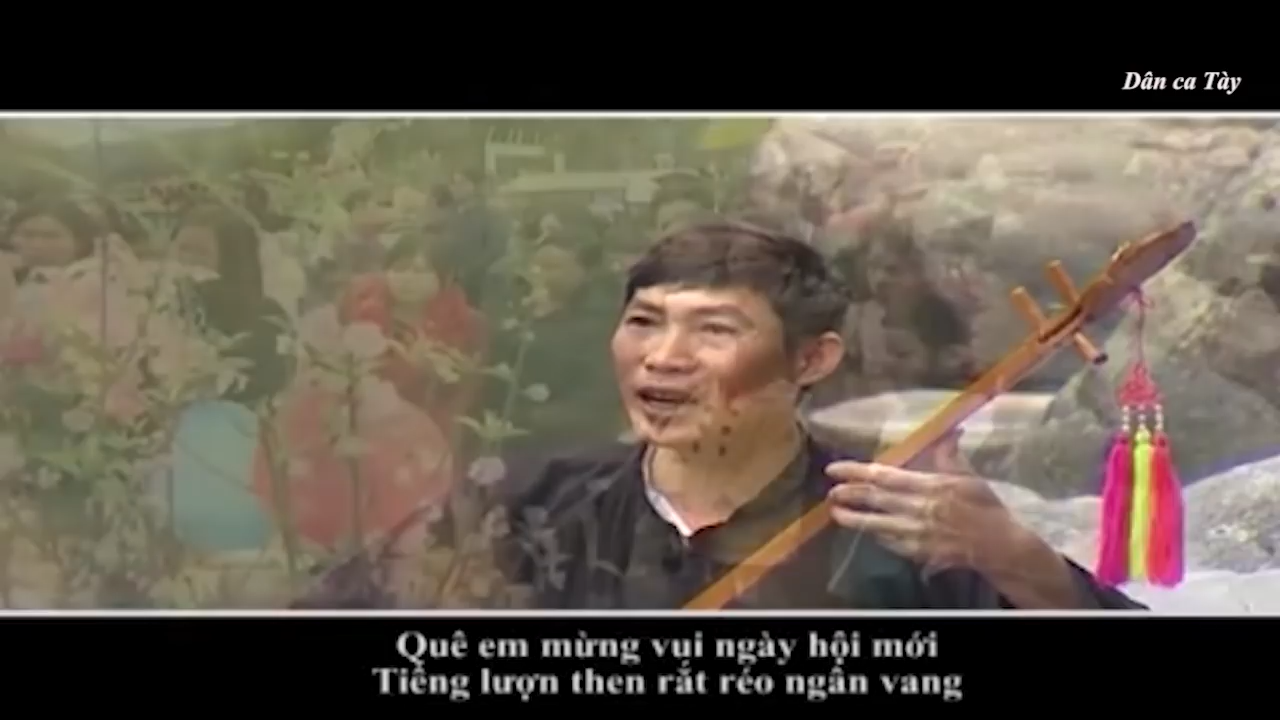 Dân ca Tày
Quê em mừng vui ngày hội mới
Tiếng lượn then rắt réo ngân vang